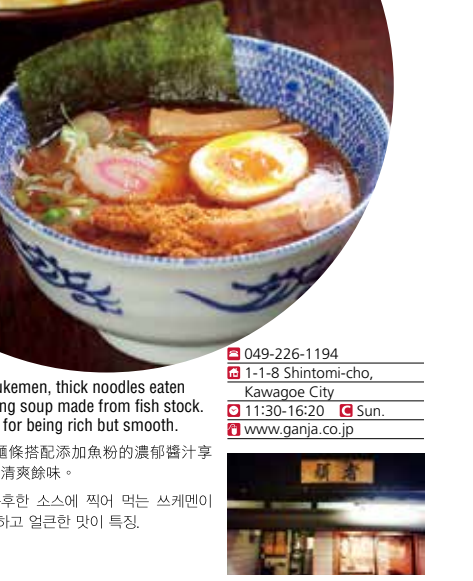 ukemen, thick noodles eaten
ng soup made from fish stock.
for being rich but smooth.
麵條搭配添加魚粉的濃郁醬汁享
清爽餘味。
후한 소스에 찍어 먹는 쓰케멘이
하고 얼큰한 맛이 특징.
049-226-1194
1-1-8 Shintomi-cho,
Kawagoe City
11:30-16:20 C Sun.
www.ganja.co.jp
頑者